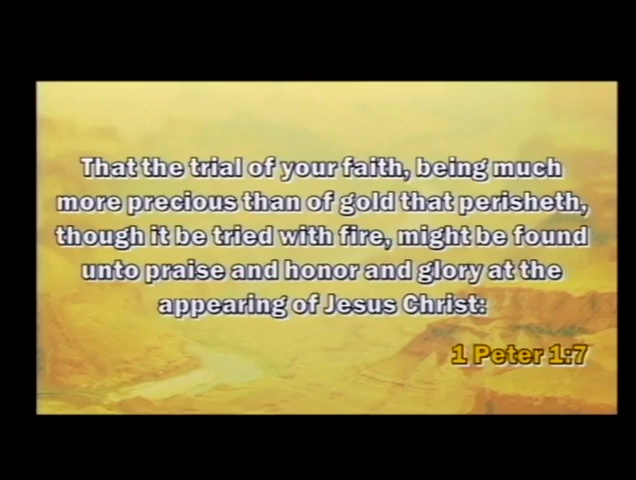 That the trial of your faith, being much
more precious than of gold that perisheth,
though it be tried with fire, might be found
unto praise and honor and glory at the
appearing of Jesus Christ:
1 Peter 1:7